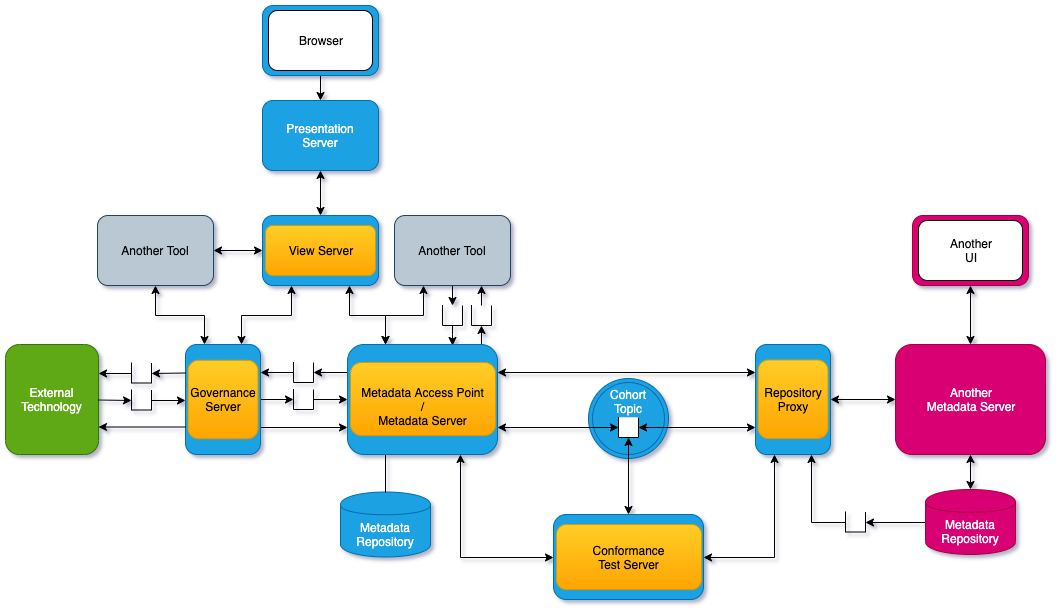 Browser
Presentation
Server
Another Tool
View Server
Another Tool
Another
UI
External
Technology
Governance
Server
Metadata Access Point
/
Metadata Server
Cohort
Topic
Repository
Proxy
Another
Metadata Server
Metadata
Repository
Conformance
Test Server
Metadata
Repository